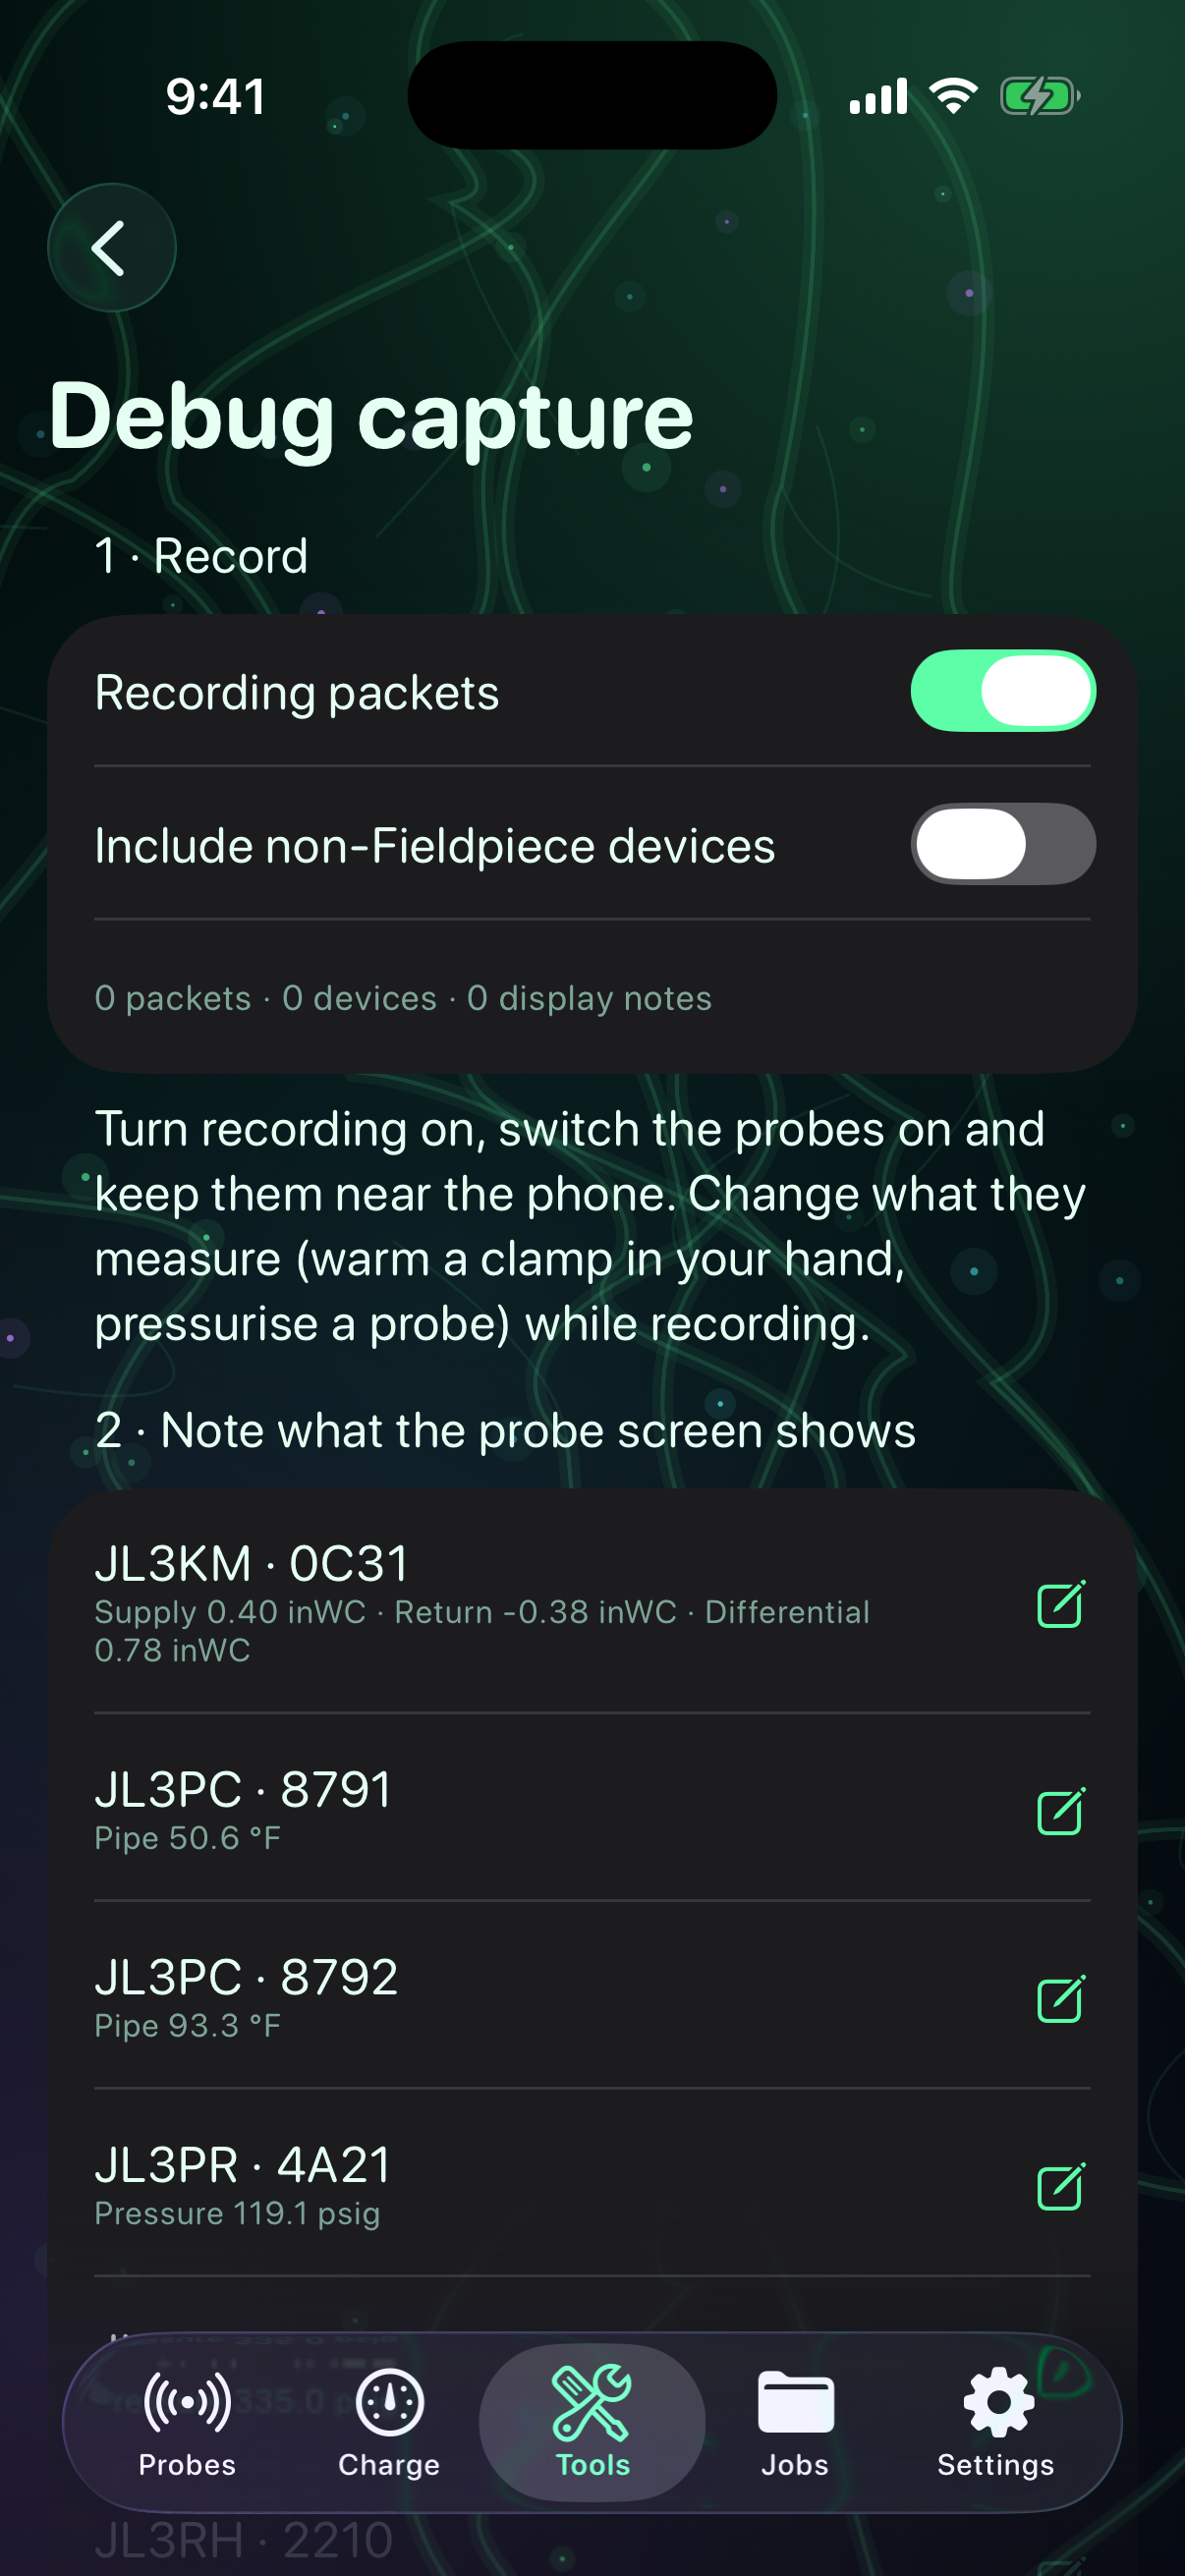 9:41
Debug capture
1 · Record
Recording packets
Include non-Fieldpiece devices
0 packets · 0 devices · 0 display notes
Turn recording on, switch the probes on and
keep them near the phone. Change what they
measure (warm a clamp in your hand,
pressurise a probe) while recording.
2 · Note what the probe screen shows
JL3KM · 0C31
Supply 0.40 inWC · Return -0.38 inWC · Differential
0.78 inWC
JL3PC · 8791
Pipe 50.6 °F
JL3PC · 8792
Pipe 93.3 °F
JL3PR · 4A21
Pressure 119.1 psig
Probes
Charge
Tools
Jobs
Settings
JL3RH · 2210